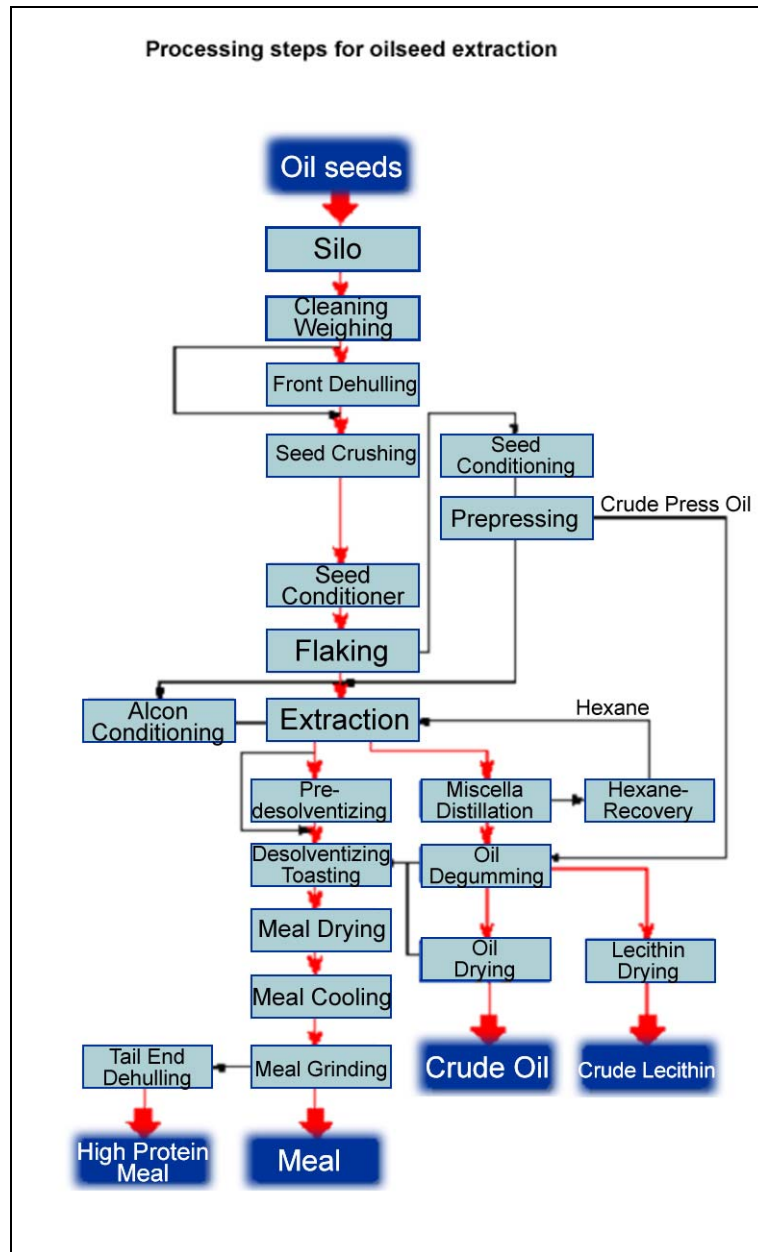 Processing steps for oilseed extraction
Oil seeds
Silo
Cleaning
Weighing
Front Dehulling
Seed Crushing
Seed
Conditioning
Crude Press Oil
Prepressing
Seed
Conditioner
Flaking
Alcon
Conditioning
Extraction
Hexane
Pre-
desolventizing
Miscella
Distillation
Hexane-
Recovery
Desolventizing
Toasting
Oil
Degumming
Meal Drying
Oil
Drying
Lecithin
Drying
Meal Cooling
Tail End
Dehulling
Meal Grinding
Crude Oil
Crude Lecithin
High Protein
Meal
Meal